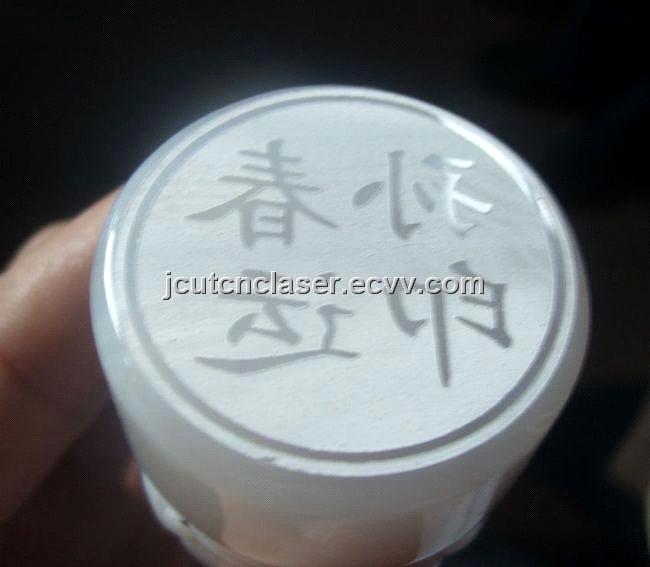 孙春
jcutcnclaser.ecvv.com
印运